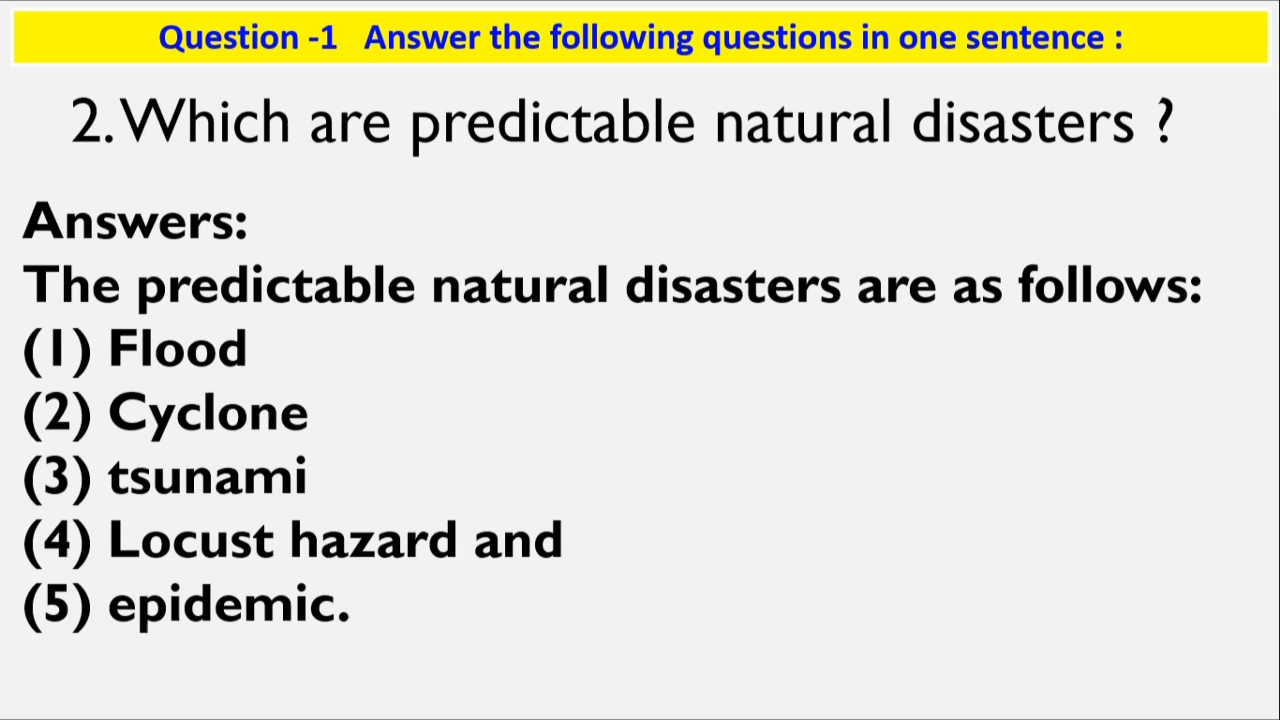 Question -1 Answer the following questions in one sentence :
2. Which are predictable natural disasters ?
Answers:
The predictable natural disasters are as follows:
(1) Flood
(2) Cyclone
(3) tsunami
(4) Locust hazard and
(5) epidemic.